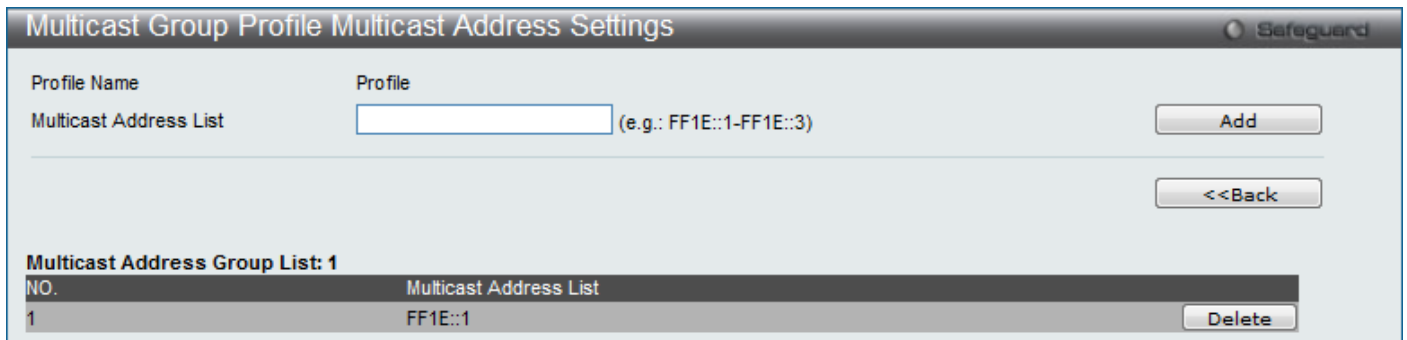 Multicast Group Profile Multicast Address Settings
Safeguard
Profile Name Profile
Multicast Address List (e.g.: FF1E::1-FF1E::3) Add
<<Back
Multicast Address Group List: 1
NO. Multicast Address List
1 FF1E::1 Delete